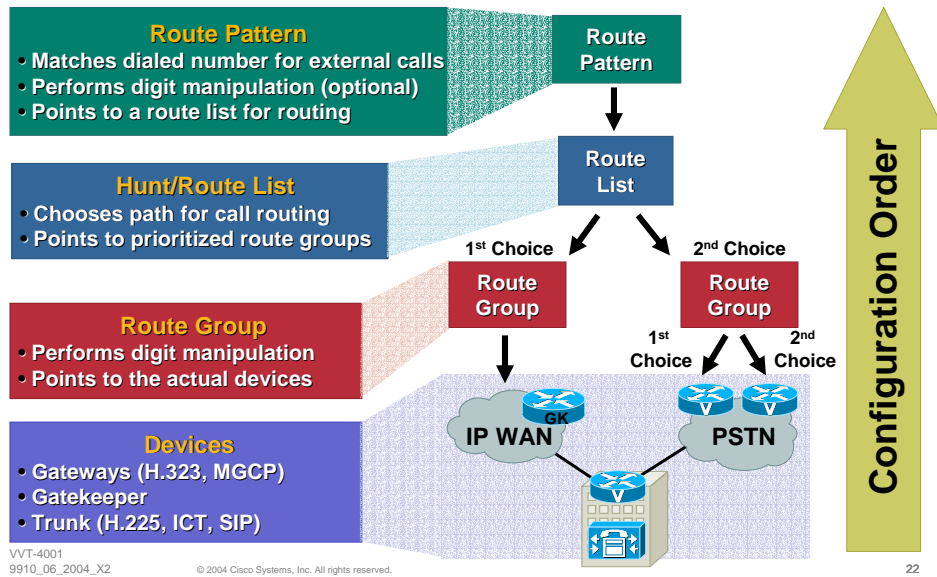 Route Pattern
• Matches dialed number for external calls
• Performs digit manipulation (optional)
• Points to a route list for routing
Route
Pattern
Hunt/Route List
• Chooses path for call routing
• Points to prioritized route groups
Route
List
1st Choice
2nd Choice
Route Group
• Performs digit manipulation
• Points to the actual devices
Route
Group
Route
Group
1st
Choice
2nd
Choice
Devices
• Gateways (H.323, MGCP)
• Gatekeeper
• Trunk (H.225, ICT, SIP)
GK
IP WAN
V
V
PSTN
V
Configuration Order
VVT-4001
9910_06_2004_X2
© 2004 Cisco Systems, Inc. All rights reserved.
22